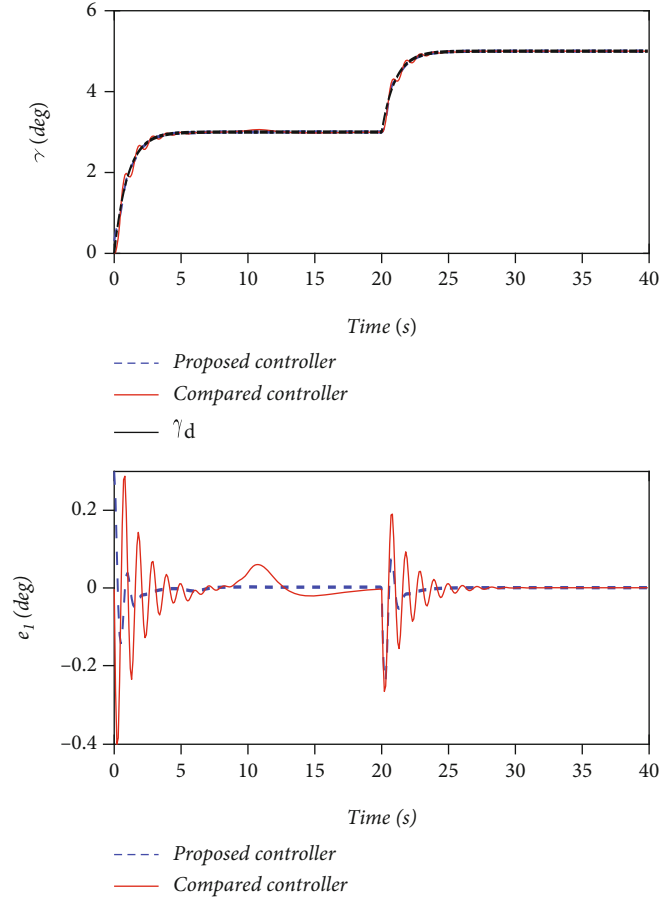 6
4
2
0
γ (deg)
0 5 10 15 20 25 30 35 40
Time (s)
Proposed controller
Compared controller
γd
0.2
0
−0.2
−0.4
e1 (deg)
0 5 10 15 20 25 30 35 40
Time (s)
Proposed controller
Compared controller